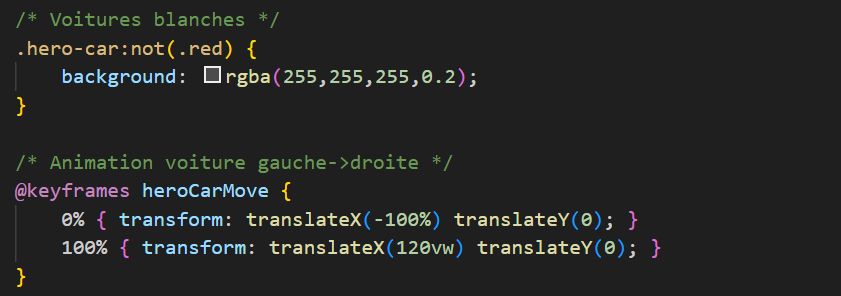 /* Voitures blanches */
.hero-car:not(.red) {
    background: rgba(255,255,255,0.2);
}

/* Animation voiture gauche->droite */
@keyframes heroCarMove {
    0% { transform: translateX(-100%) translateY(0); }
    100% { transform: translateX(120vw) translateY(0); }
}